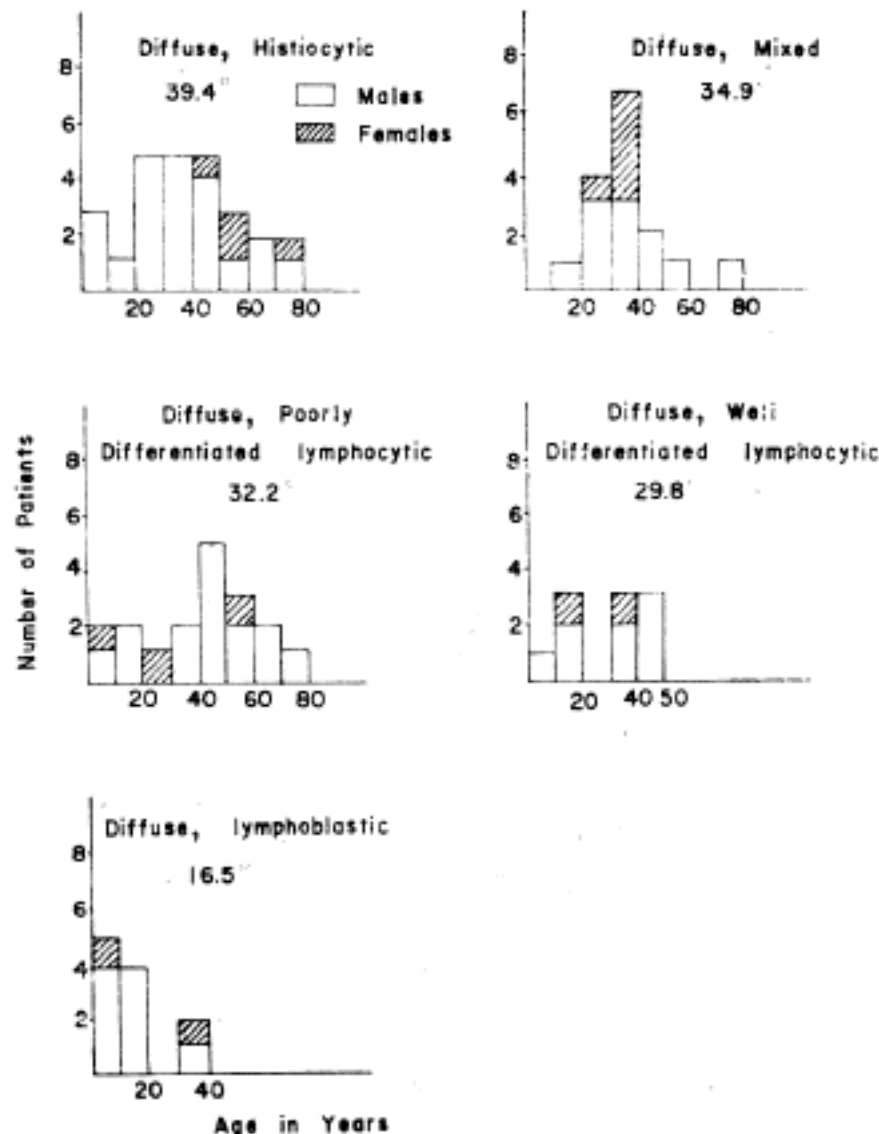 Diffuse, Histiocytic
39.4
Males
Females
8
6
4
2
20 40 60 80
Diffuse, Mixed
34.9
8
6
4
2
20 40 60 80
Number of Patients
Diffuse, Poorly
Differentiated lymphocytic
32.2
8
6
4
2
20 40 60 80
Diffuse, Well
Differentiated lymphocytic
29.8
8
6
4
2
20 40 50
Diffuse, lymphoblastic
16.5
8
6
4
2
20 40
Age in Years